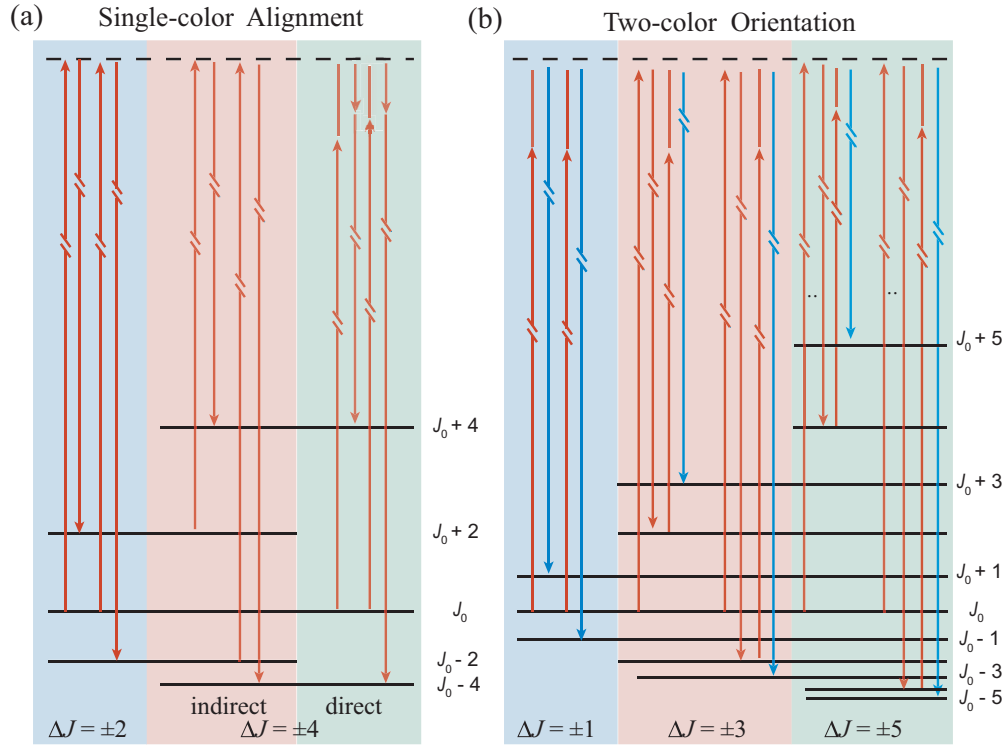 (a) Single-color Alignment
J₀ + 4
J₀ + 2
J₀
J₀ - 2
J₀ - 4
indirect direct
ΔJ = ±2 ΔJ = ±4
(b) Two-color Orientation
..
..
J₀ + 5
J₀ + 3
J₀ + 1
J₀
J₀ - 1
J₀ - 3
J₀ - 5
ΔJ = ±1 ΔJ = ±3 ΔJ = ±5